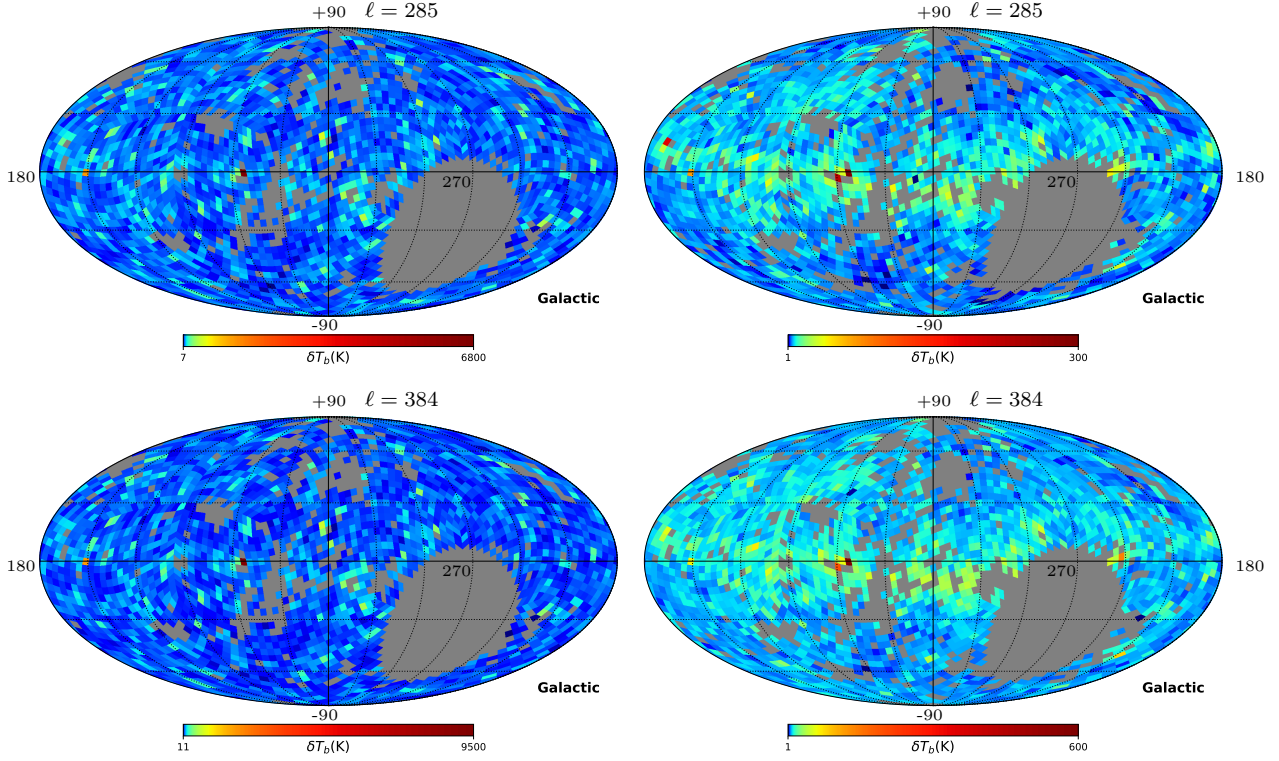 +90 ℓ = 285
180
270
Galactic
-90
7 6800
δT_b(K)
+90 ℓ = 285
270
180
Galactic
-90
1 300
δT_b(K)
+90 ℓ = 384
180
270
Galactic
-90
11 9500
δT_b(K)
+90 ℓ = 384
270
180
Galactic
-90
1 600
δT_b(K)